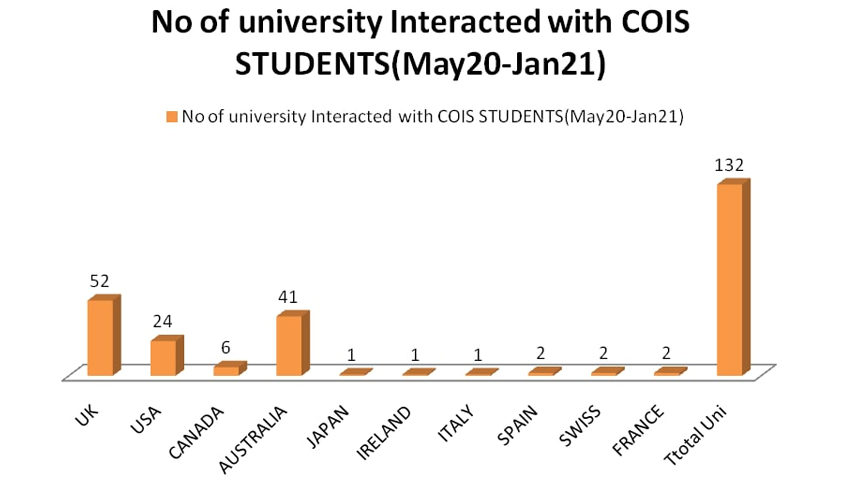 No of university Interacted with COIS
STUDENTS(May20-Jan21)
No of university Interacted with COIS STUDENTS(May20-Jan21)
132
52
24
6
41
1
1
1
2
2
2
UK
USA
CANADA
AUSTRALIA
JAPAN
IRELAND
ITALY
SPAIN
SWISS
FRANCE
Ttotal Uni